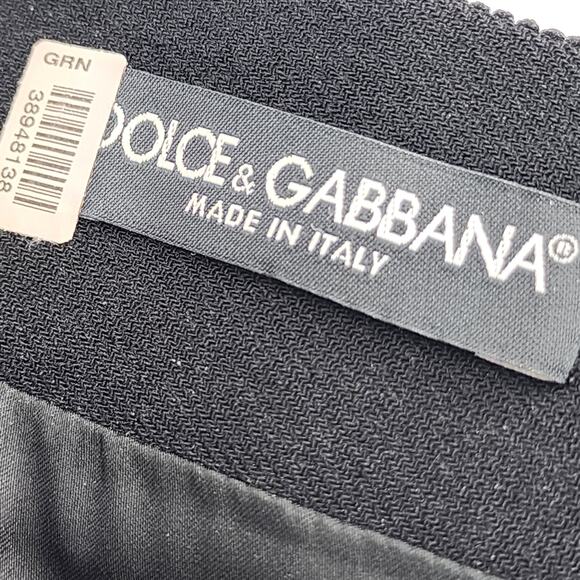 GRN
38948138
DOLCE & GABBANA®
MADE IN ITALY